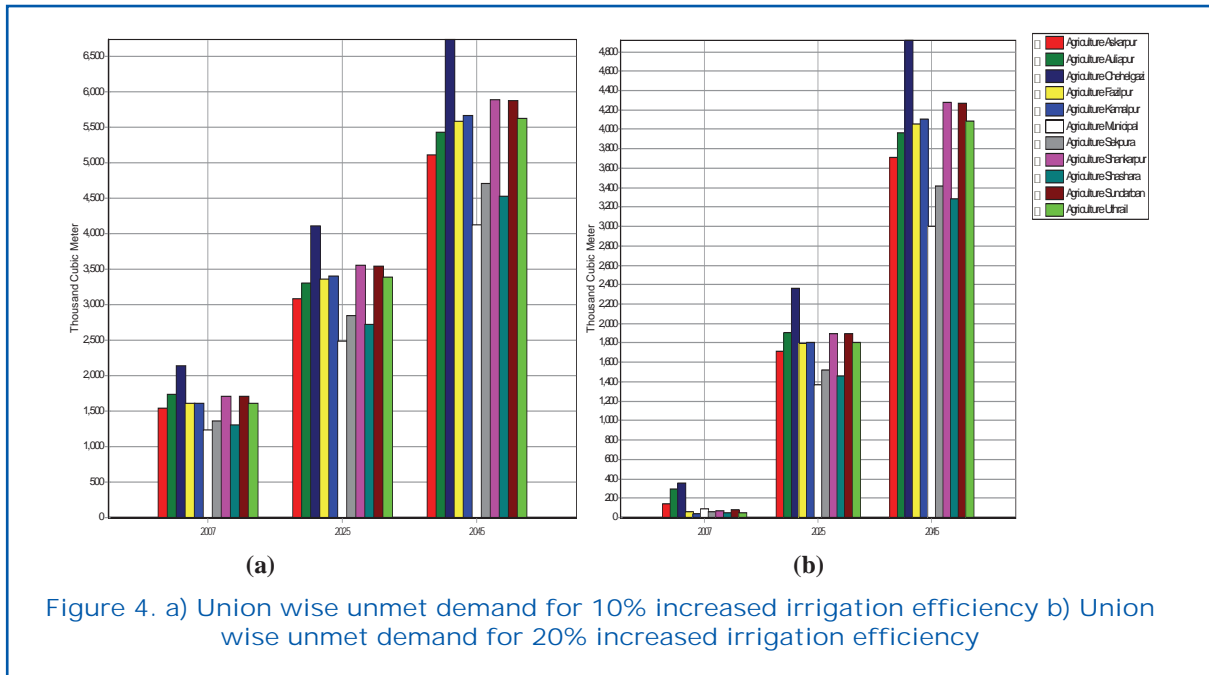 Thousand Cubic Meter
6,500
6,000
5,500
5,000
4,500
4,000
3,500
3,000
2,500
2,000
1,500
1,000
500
0
2007
2025
2045
(a)
Thousand Cubic Meter
4,800
4,600
4,400
4,200
4,000
3,800
3,600
3,400
3,200
3,000
2,800
2,600
2,400
2,200
2,000
1,800
1,600
1,400
1,200
1,000
800
600
400
200
0
2007
2025
2045
(b)
Agriculture Askarpur
Agriculture Auliapur
Agriculture Chehelgazi
Agriculture Fazilpur
Agriculture Kamalpur
Agriculture Municipal
Agriculture Sekpura
Agriculture Shankarpur
Agriculture Shashara
Agriculture Sundarban
Agriculture Uthrail
Figure 4. a) Union wise unmet demand for 10% increased irrigation efficiency b) Union
wise unmet demand for 20% increased irrigation efficiency